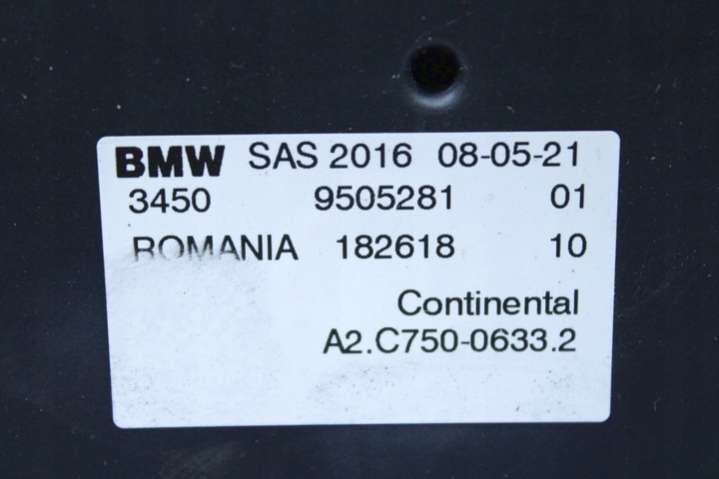 BMW SAS 2016 08-05-21
3450 9505281 01
ROMANIA 182618 10
Continental
A2.C750-0633.2